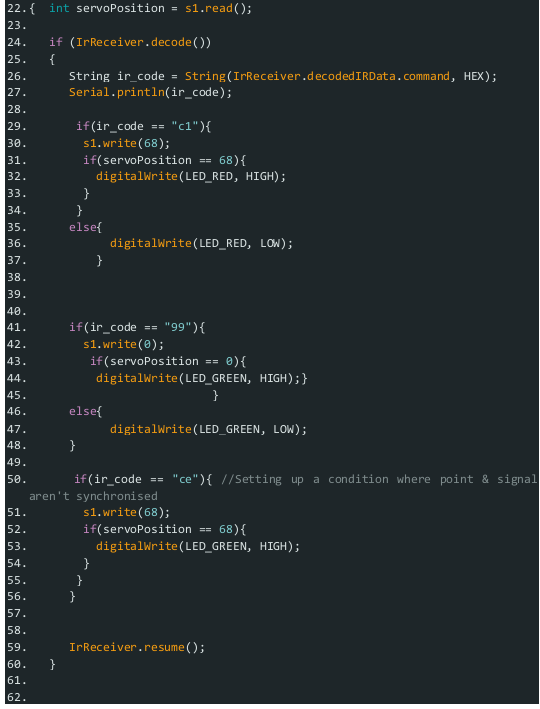 22.{  int servoPosition = s1.read();
23.
24.   if (IrReceiver.decode())
25.   {
26.      String ir_code = String(IrReceiver.decodedIRData.command, HEX);
27.      Serial.println(ir_code);
28.
29.       if(ir_code == "c1"){
30.        s1.write(68);
31.        if(servoPosition == 68){
32.          digitalWrite(LED_RED, HIGH);
33.        }
34.       }
35.      else{
36.            digitalWrite(LED_RED, LOW);
37.          }
38.
39.
40.
41.      if(ir_code == "99"){
42.        s1.write(0);
43.         if(servoPosition == 0){
44.          digitalWrite(LED_GREEN, HIGH);}
45.                           }
46.      else{
47.            digitalWrite(LED_GREEN, LOW);
48.      }
49.
50.       if(ir_code == "ce"){ //Setting up a condition where point & signal
aren't synchronised
51.        s1.write(68);
52.        if(servoPosition == 68){
53.          digitalWrite(LED_GREEN, HIGH);
54.        }
55.       }
56.      }
57.
58.
59.      IrReceiver.resume();
60.   }
61.
62.